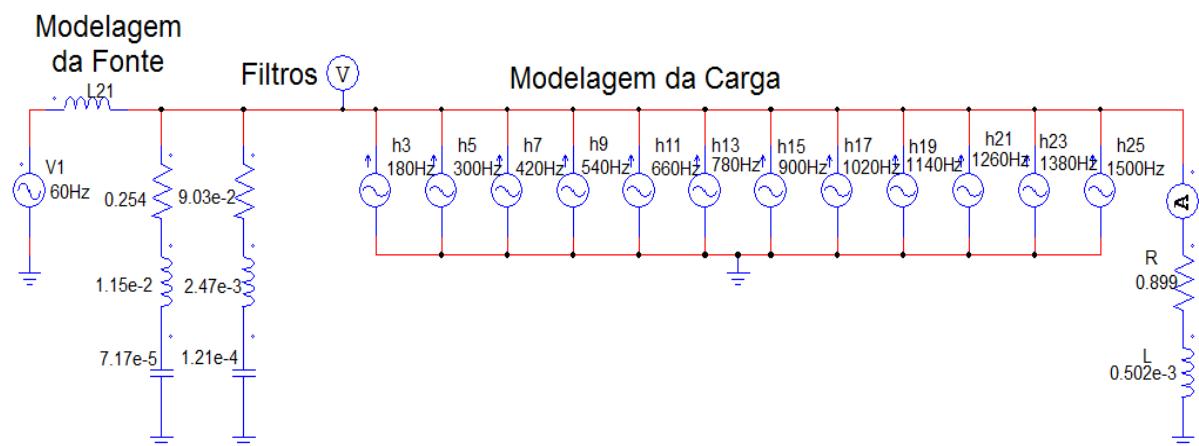 Modelagem
da Fonte
Filtros
V
Modelagem da Carga
L21
V1
60Hz
0.254
9.03e-2
1.15e-2
2.47e-3
7.17e-5
1.21e-4
h3
180Hz
h5
300Hz
h7
420Hz
h9
540Hz
h11
660Hz
h13
780Hz
h15
900Hz
h17
1020Hz
h19
1140Hz
h21
1260Hz
h23
1380Hz
h25
1500Hz
A
R
0.899
L
0.502e-3